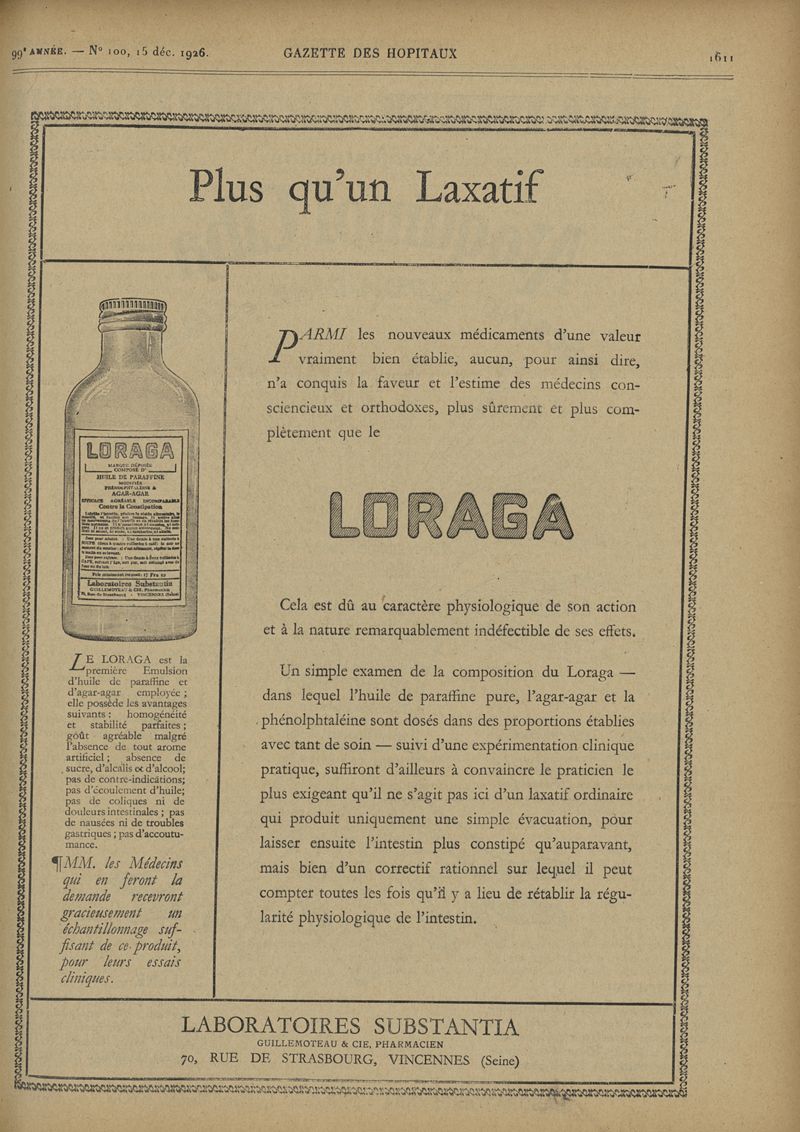 99e ANNÉE. — No 100, 15 déc. 1926.
GAZETTE DES HOPITAUX
1611
Plus qu'un Laxatif
LORAGA
MARQUE DÉPOSÉE
COMPOSÉ D'
HUILE DE PARAFFINE
AGAR-AGAR
EFFICACE AGRÉABLE INCOMPARABLE
Contre la Constipation
Laboratoires Substantia
GUILLEMOTEAU & CIE, Pharmacien
LE LORAGA est la
première Emulsion
d'huile de paraffine et
d'agar-agar employée ;
elle possède les avantages
suivants : homogénéité
et stabilité parfaites ;
goût agréable malgré
l'absence de tout arome
artificiel ; absence de
sucre, d'alcalis et d'alcool;
pas de contre-indications;
pas d'écoulement d'huile;
pas de coliques ni de
douleurs intestinales ; pas
de nausées ni de troubles
gastriques ; pas d'accoutu-
mance.
¶ MM. les Médecins
qui en feront la
demande recevront
gracieusement un
échantillonnage suf-
fisant de ce produit,
pour leurs essais
cliniques.
PARMI les nouveaux médicaments d'une valeur
vraiment bien établie, aucun, pour ainsi dire,
n'a conquis la faveur et l'estime des médecins con-
sciencieux et orthodoxes, plus sûrement et plus com-
plètement que le
LORAGA
Cela est dû au caractère physiologique de son action
et à la nature remarquablement indéfectible de ses effets.
Un simple examen de la composition du Loraga —
dans lequel l'huile de paraffine pure, l'agar-agar et la
phénolphtaléine sont dosés dans des proportions établies
avec tant de soin — suivi d'une expérimentation clinique
pratique, suffiront d'ailleurs à convaincre le praticien le
plus exigeant qu'il ne s'agit pas ici d'un laxatif ordinaire
qui produit uniquement une simple évacuation, pour
laisser ensuite l'intestin plus constipé qu'auparavant,
mais bien d'un correctif rationnel sur lequel il peut
compter toutes les fois qu'il y a lieu de rétablir la régu-
larité physiologique de l'intestin.
LABORATOIRES SUBSTANTIA
GUILLEMOTEAU & CIE, PHARMACIEN
70, RUE DE STRASBOURG, VINCENNES (Seine)